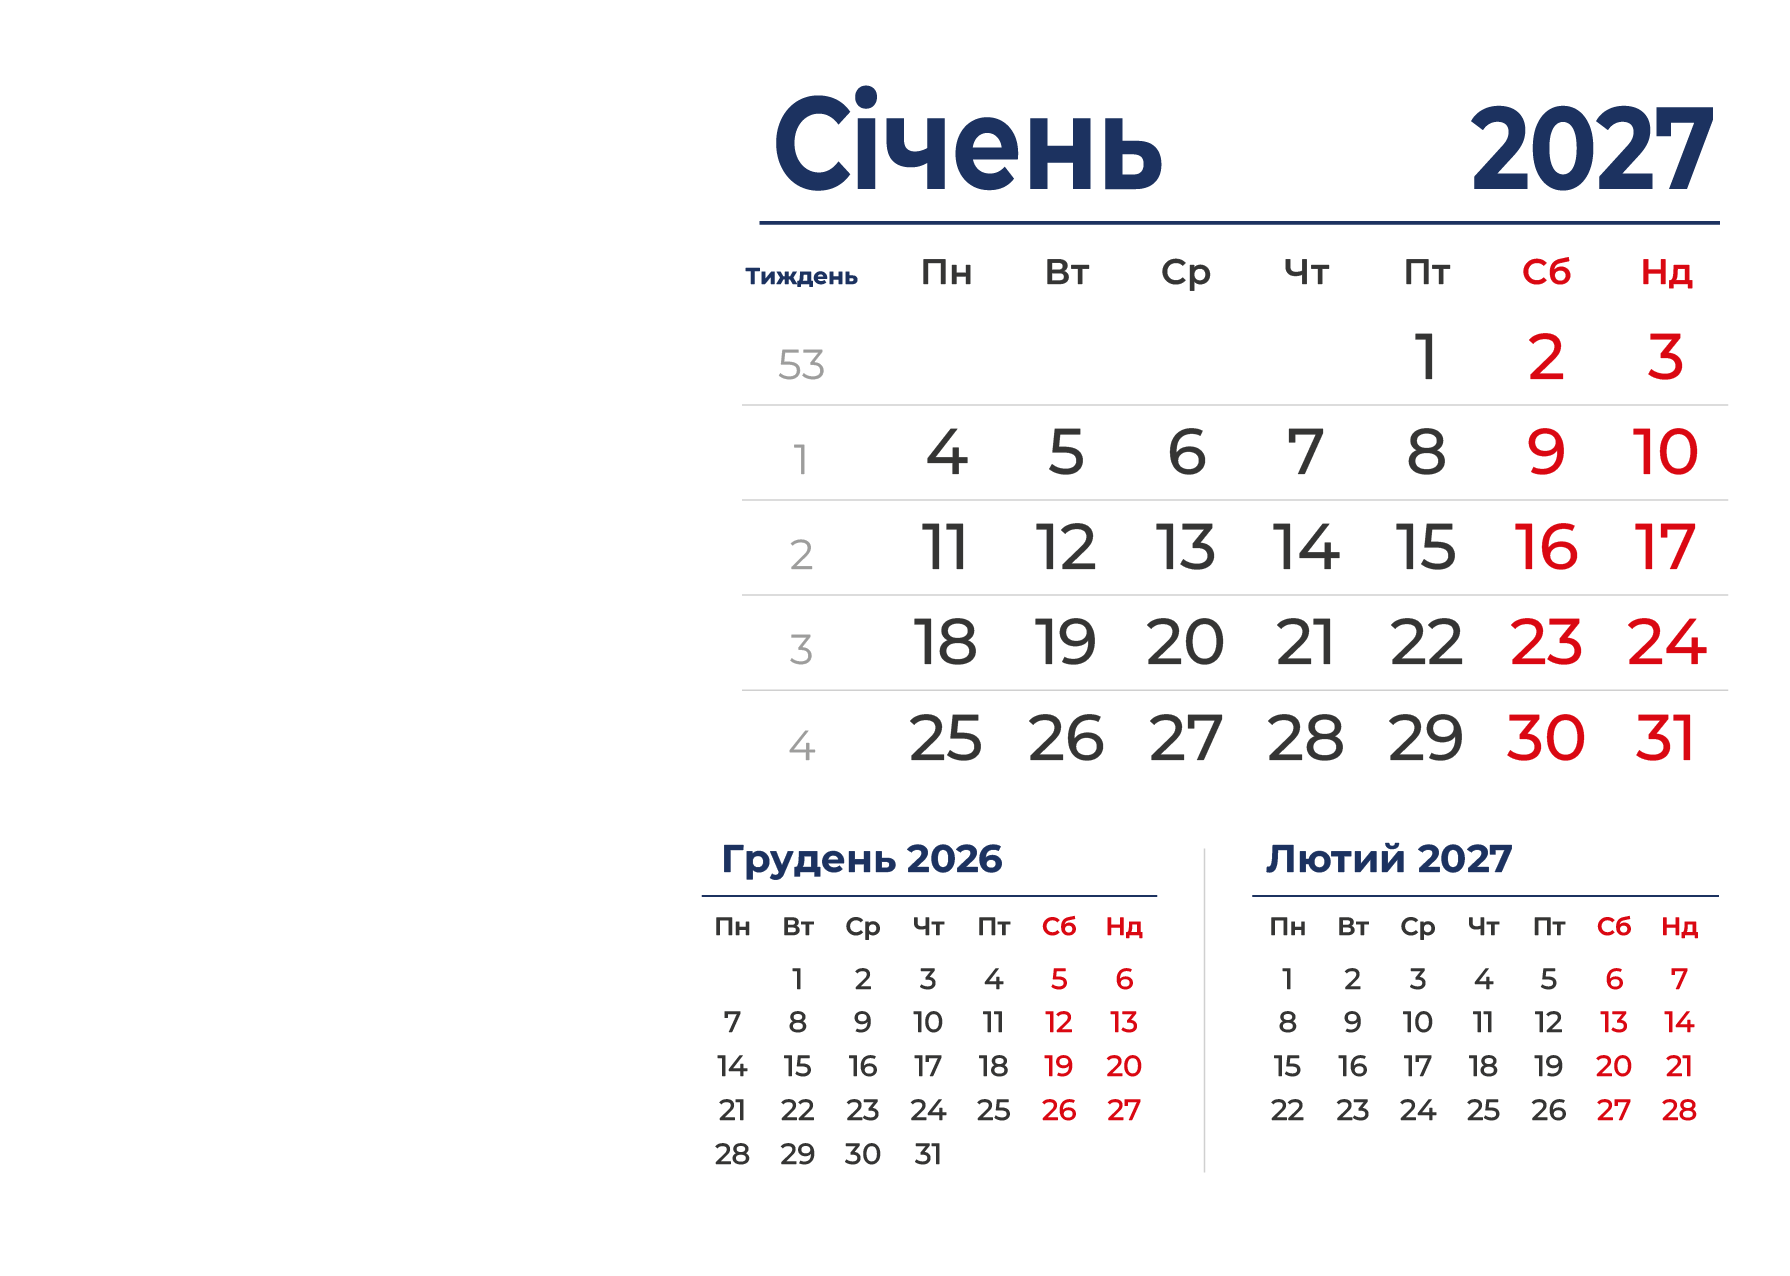 Січень 2027
Тиждень Пн Вт Ср Чт Пт Сб Нд
53 1 2 3
1 4 5 6 7 8 9 10
2 11 12 13 14 15 16 17
3 18 19 20 21 22 23 24
4 25 26 27 28 29 30 31
Грудень 2026
Пн Вт Ср Чт Пт Сб Нд
1 2 3 4 5 6
7 8 9 10 11 12 13
14 15 16 17 18 19 20
21 22 23 24 25 26 27
28 29 30 31
Лютий 2027
Пн Вт Ср Чт Пт Сб Нд
1 2 3 4 5 6 7
8 9 10 11 12 13 14
15 16 17 18 19 20 21
22 23 24 25 26 27 28